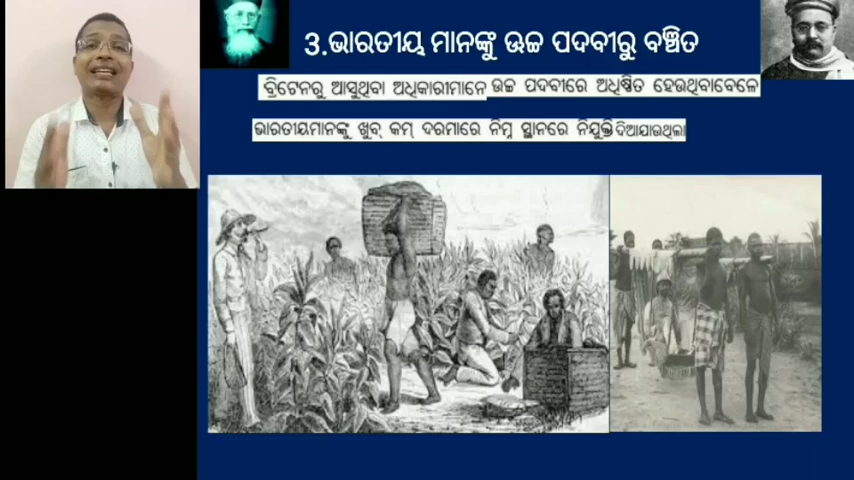 3.ଭାରତୀୟ ମାନଙ୍କୁ ଉଚ୍ଚ ପଦବୀରୁ ବଞ୍ଚିତ
ବ୍ରିଟେନରୁ ଆସୁଥିବା ଅଧିକାରୀମାନେ ଉଚ୍ଚ ପଦବୀରେ ଅଧିଷ୍ଠିତ ହେଉଥିବାବେଳେ
ଭାରତୀୟମାନଙ୍କୁ ଖୁବ୍ କମ୍ ଦରମାରେ ନିମ୍ନ ସ୍ଥାନରେ ନିଯୁକ୍ତି ଦିଆଯାଉଥିଲା